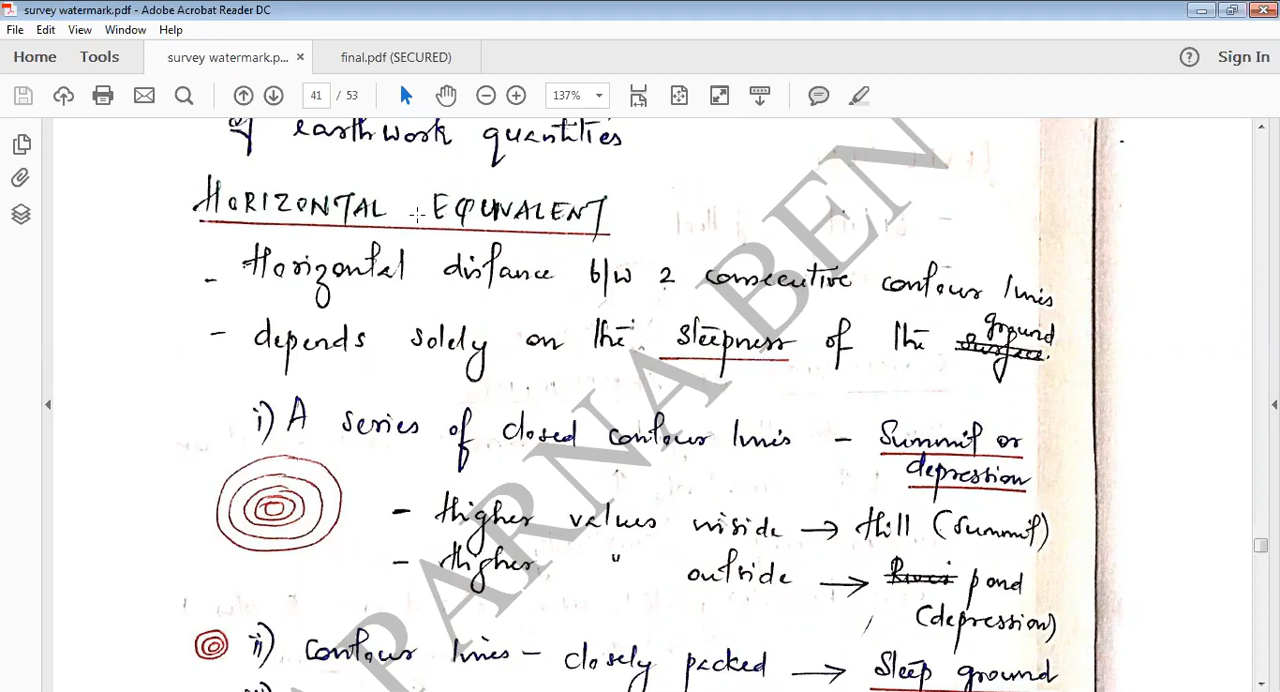 survey watermark.pdf - Adobe Acrobat Reader DC
File Edit View Window Help
Home Tools survey watermark.p... × final.pdf (SECURED) ? Sign In
41 / 53 137%
of earthwork quantities
HORIZONTAL EQUIVALENT
- Horizontal distance b/w 2 consecutive contour lines
- depends solely on the steepness of the ground
i) A series of closed contour lines - Summit or
depression
- Higher values inside → Hill (summit)
- Higher " outside → pond
(depression)
ii) Contour lines - closely packed → Steep ground
PARNA BEN